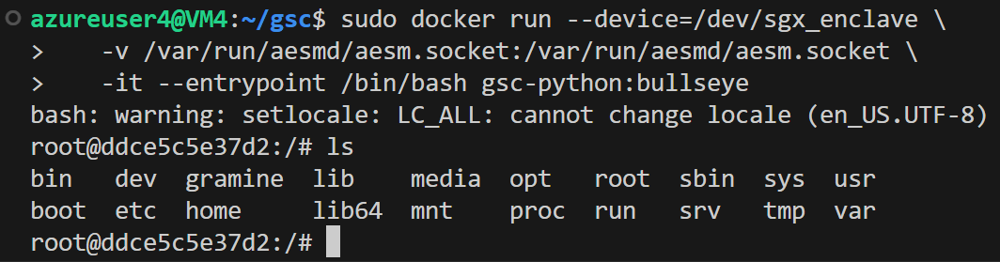 azureuser4@VM4:~/gsc$ sudo docker run --device=/dev/sgx_enclave \
>    -v /var/run/aesmd/aesm.socket:/var/run/aesmd/aesm.socket \
>    -it --entrypoint /bin/bash gsc-python:bullseye
bash: warning: setlocale: LC_ALL: cannot change locale (en_US.UTF-8)
root@ddce5c5e37d2:/# ls
bin   dev  gramine  lib    media  opt   root  sbin  sys  usr
boot  etc  home     lib64  mnt    proc  run   srv   tmp  var
root@ddce5c5e37d2:/#